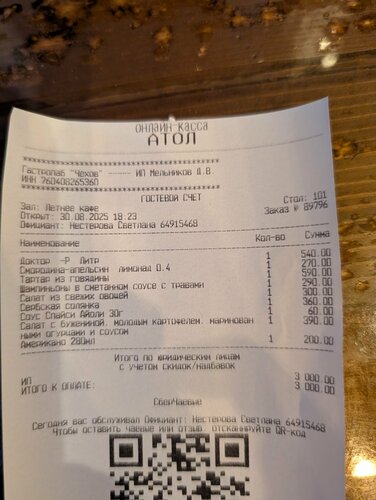 ОНЛАЙН КАССА
АТОЛ
Гастропаб "Чехов" ------ ИП Мельников Д.В.
ИНН 760408265360
ГОСТЕВОЙ СЧЕТ
Зал: Летнее кафе Стол: 101
Открыт: 30.08.2025 18:23 Заказ № 89796
Официант: Нестерова Светлана 64915468
Наименование Кол-во Сумма
Доктор -Р Литр 1 540.00
Смородина-апельсин лимонад 0.4 1 270.00
Тартар из говядины 1 590.00
Шампиньоны в сметанном соусе с травами 1 290.00
Салат из свежих овощей 1 300.00
Сербская солянка 1 360.00
Соус Спайси Айоли 30г 1 60.00
Салат с бужениной, молодым картофелем, маринован 1 390.00
ными огурцами и соусом
Американо 280мл 1 200.00
Итого по юридическим лицам
с учетом скидок/надбавок
ИП 3 000.00
ИТОГО К ОПЛАТЕ: 3 000.00
СберЧаевые
Сегодня вас обслуживал Официант: Нестерова Светлана 64915468
Чтобы оставить чаевые или отзыв, отсканируйте QR-код